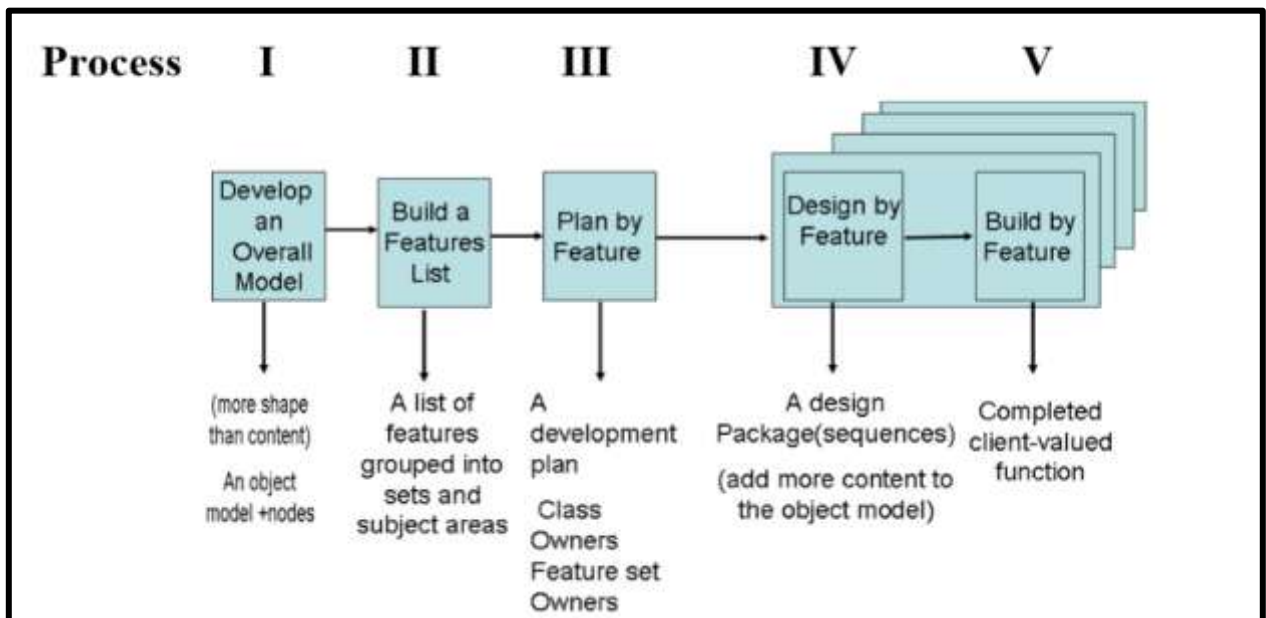 Process I II III IV V
Develop
an
Overall
Model
Build a
Features
List
Plan by
Feature
Design by
Feature
Build by
Feature
(more shape
than content)
An object
model +nodes
A list of
features
grouped into
sets and
subject areas
A
development
plan
Class
Owners
Feature set
Owners
A design
Package(sequences)
(add more content to
the object model)
Completed
client-valued
function